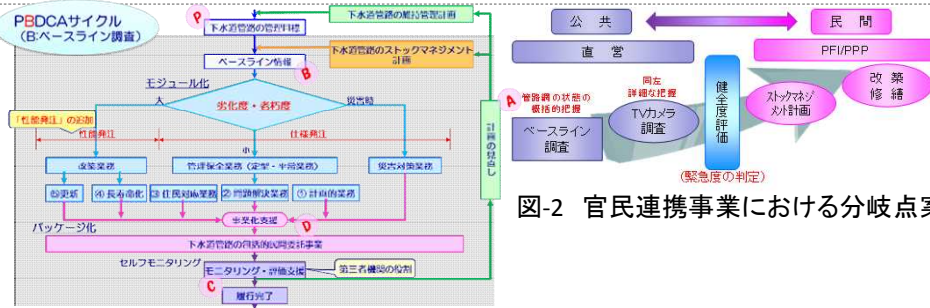 PBDCAサイクル
（B:ベースライン調査）
P
下水道管路の維持管理計画
下水道管路の管理目標
下水道管路のストックマネジメント
計画
ベースライン情報
B
モジュール化
大
劣化度・老朽度
災害時
「性能発注」の追加
性能発注
仕様発注
小
改築業務
管理保全業務（定型・平常業務）
災害対策業務
⑤更新
④長寿命化
③住民対応業務
②問題解決業務
①計画的業務
事業化支援
D
パッケージ化
下水道管路の包括的民間委託事業
セルフモニタリング
モニタリング・評価支援
第三者機関の役割
C
履行完了
計画の見直し
A
公共
民間
直営
PFI/PPP
管路網の状態の
概括的把握
同左
詳細な把握
ベースライン
調査
TVカメラ
調査
健全度評価
ストックマネジ
メント計画
改築
修繕
(緊急度の判定)
図-2 官民連携事業における分岐点